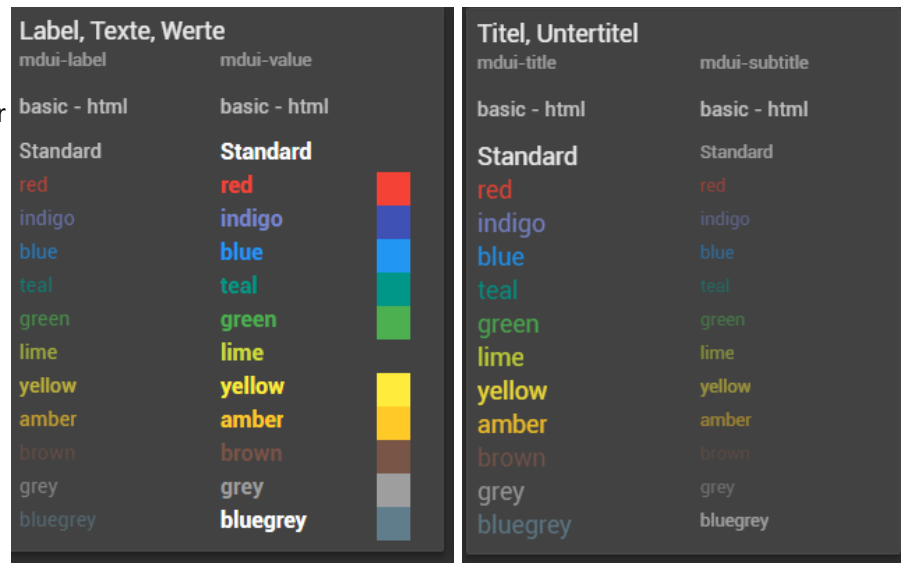 Label, Texte, Werte
mdui-label mdui-value
r
basic - html basic - html
Standard Standard
red red
indigo indigo
blue blue
teal teal
green green
lime lime
yellow yellow
amber amber
brown brown
grey grey
bluegrey bluegrey
Titel, Untertitel
mdui-title mdui-subtitle
basic - html basic - html
Standard Standard
red red
indigo indigo
blue blue
teal teal
green green
lime lime
yellow yellow
amber amber
brown brown
grey grey
bluegrey bluegrey